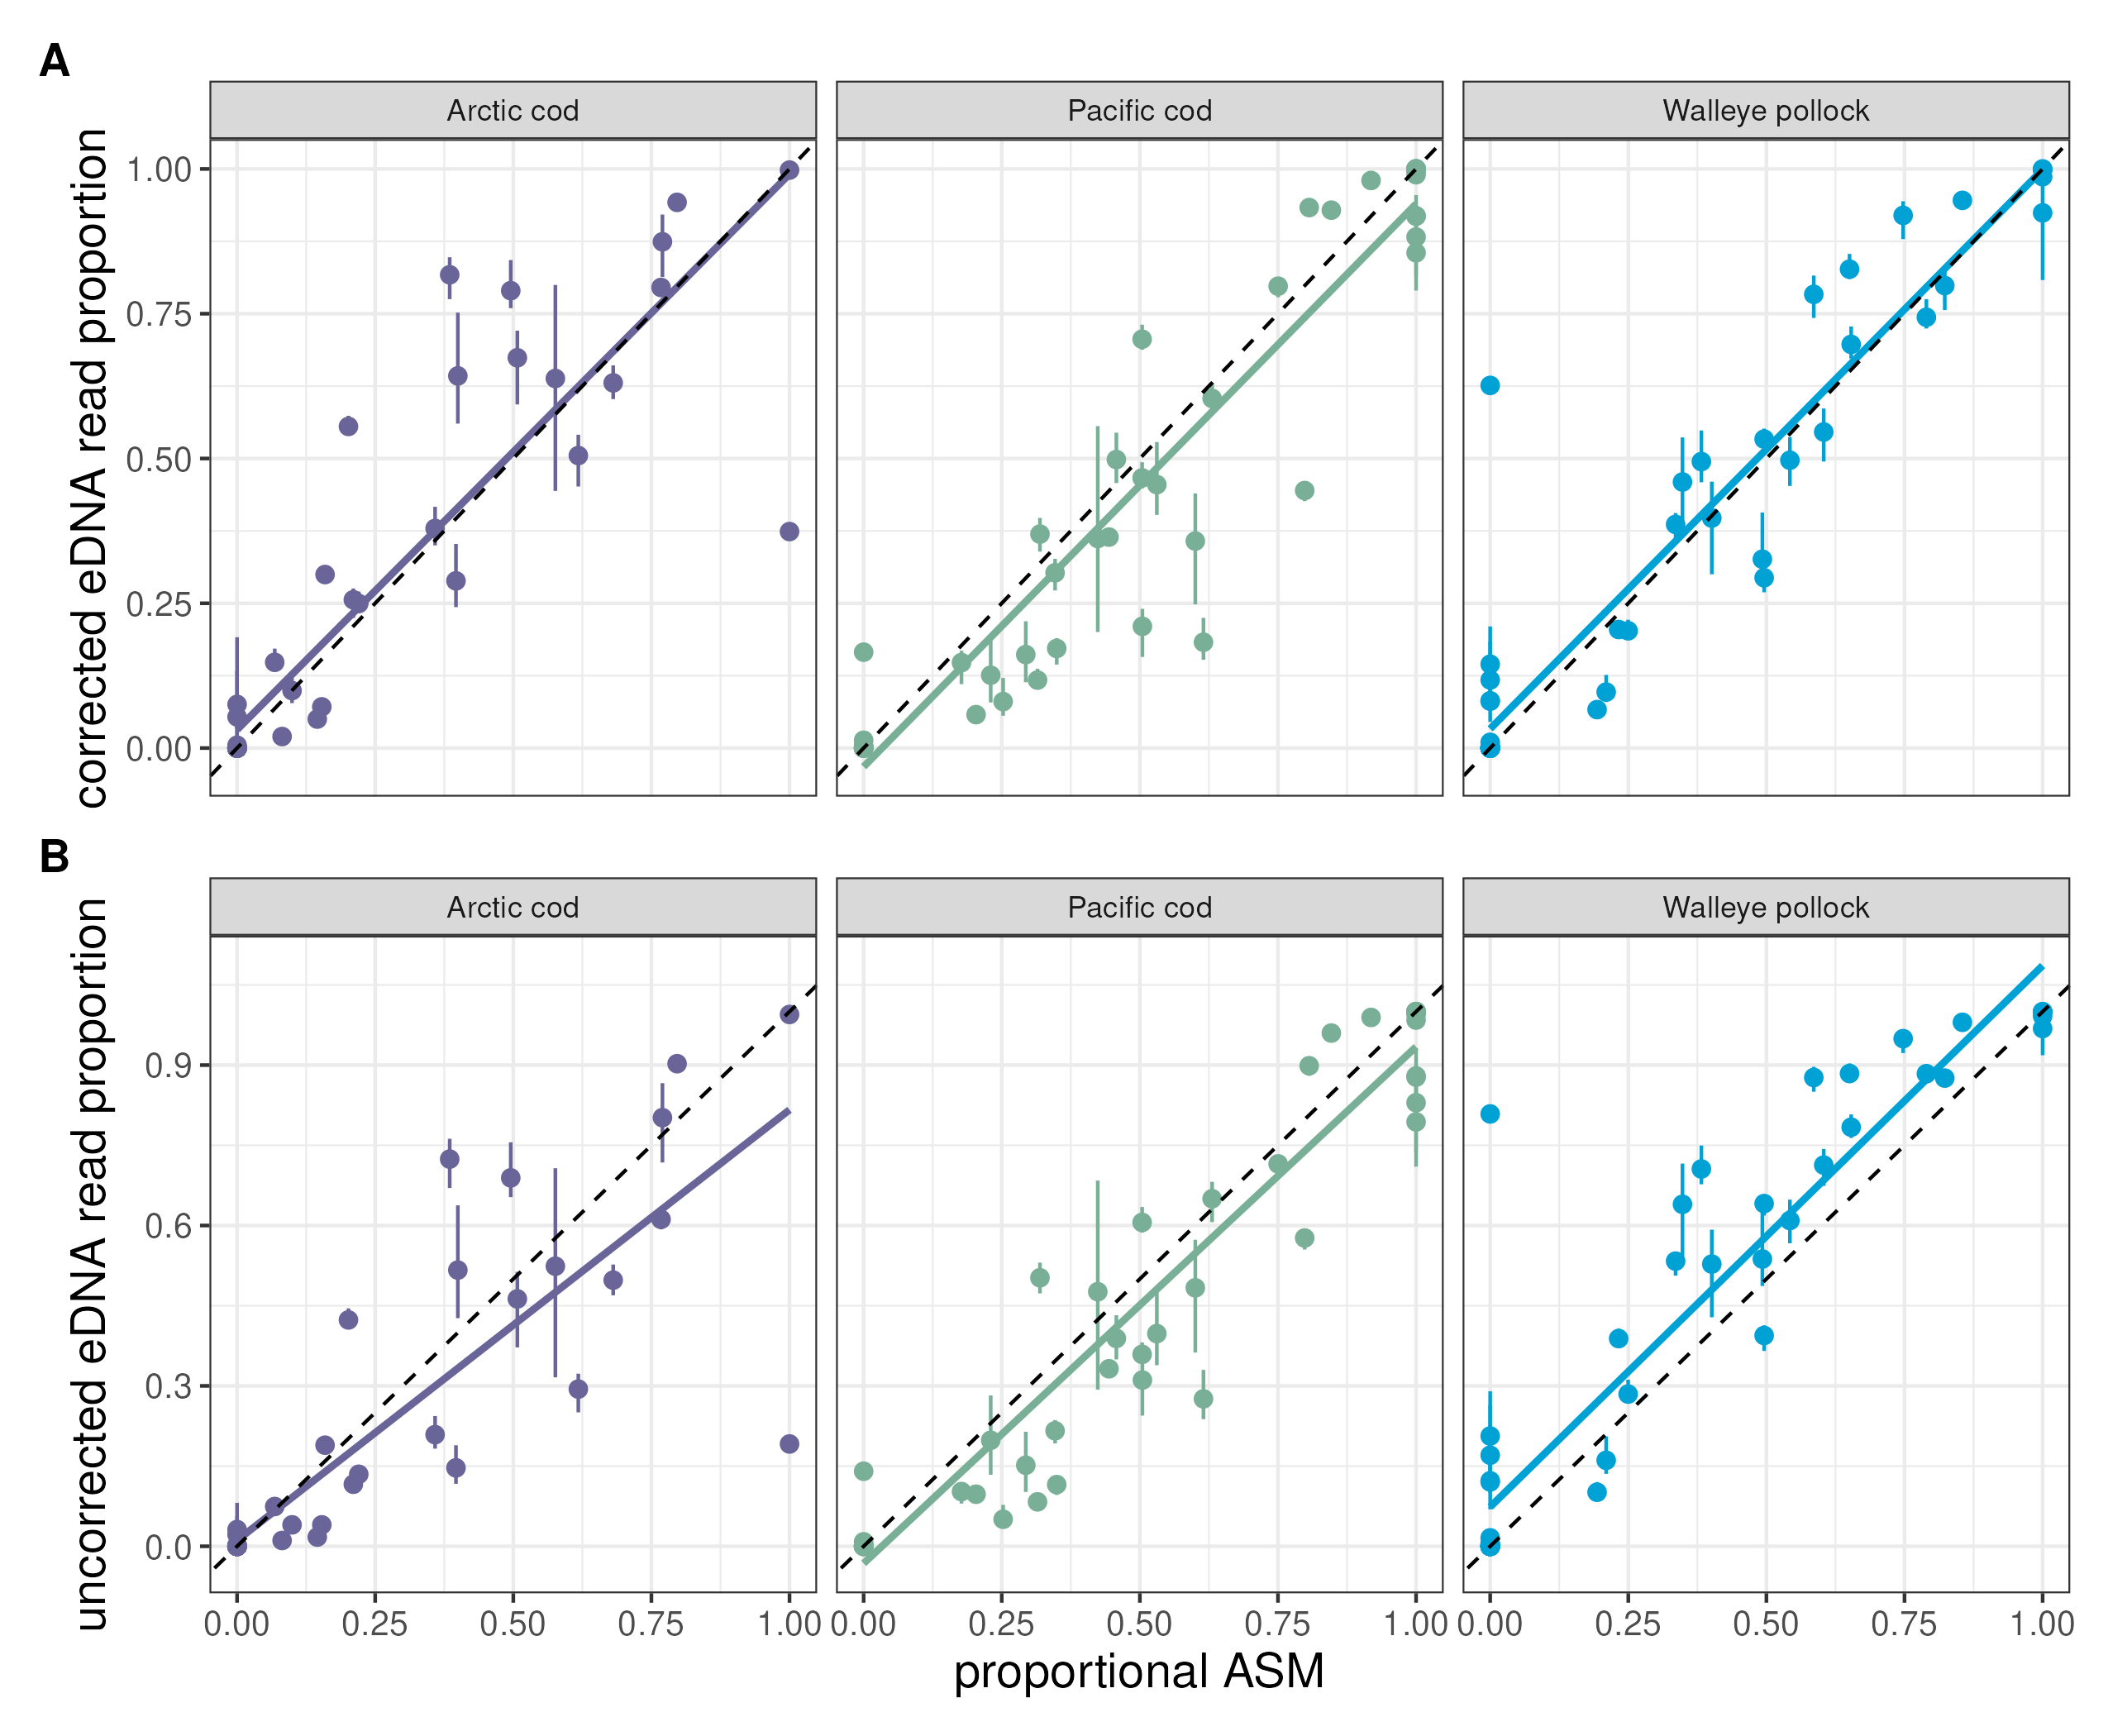 A
Arctic cod Pacific cod Walleye pollock
corrected eDNA read proportion
1.00
0.75
0.50
0.25
0.00
B
Arctic cod Pacific cod Walleye pollock
uncorrected eDNA read proportion
0.9
0.6
0.3
0.0
0.00 0.25 0.50 0.75 1.00 0.00 0.25 0.50 0.75 1.00 0.00 0.25 0.50 0.75 1.00
proportional ASM